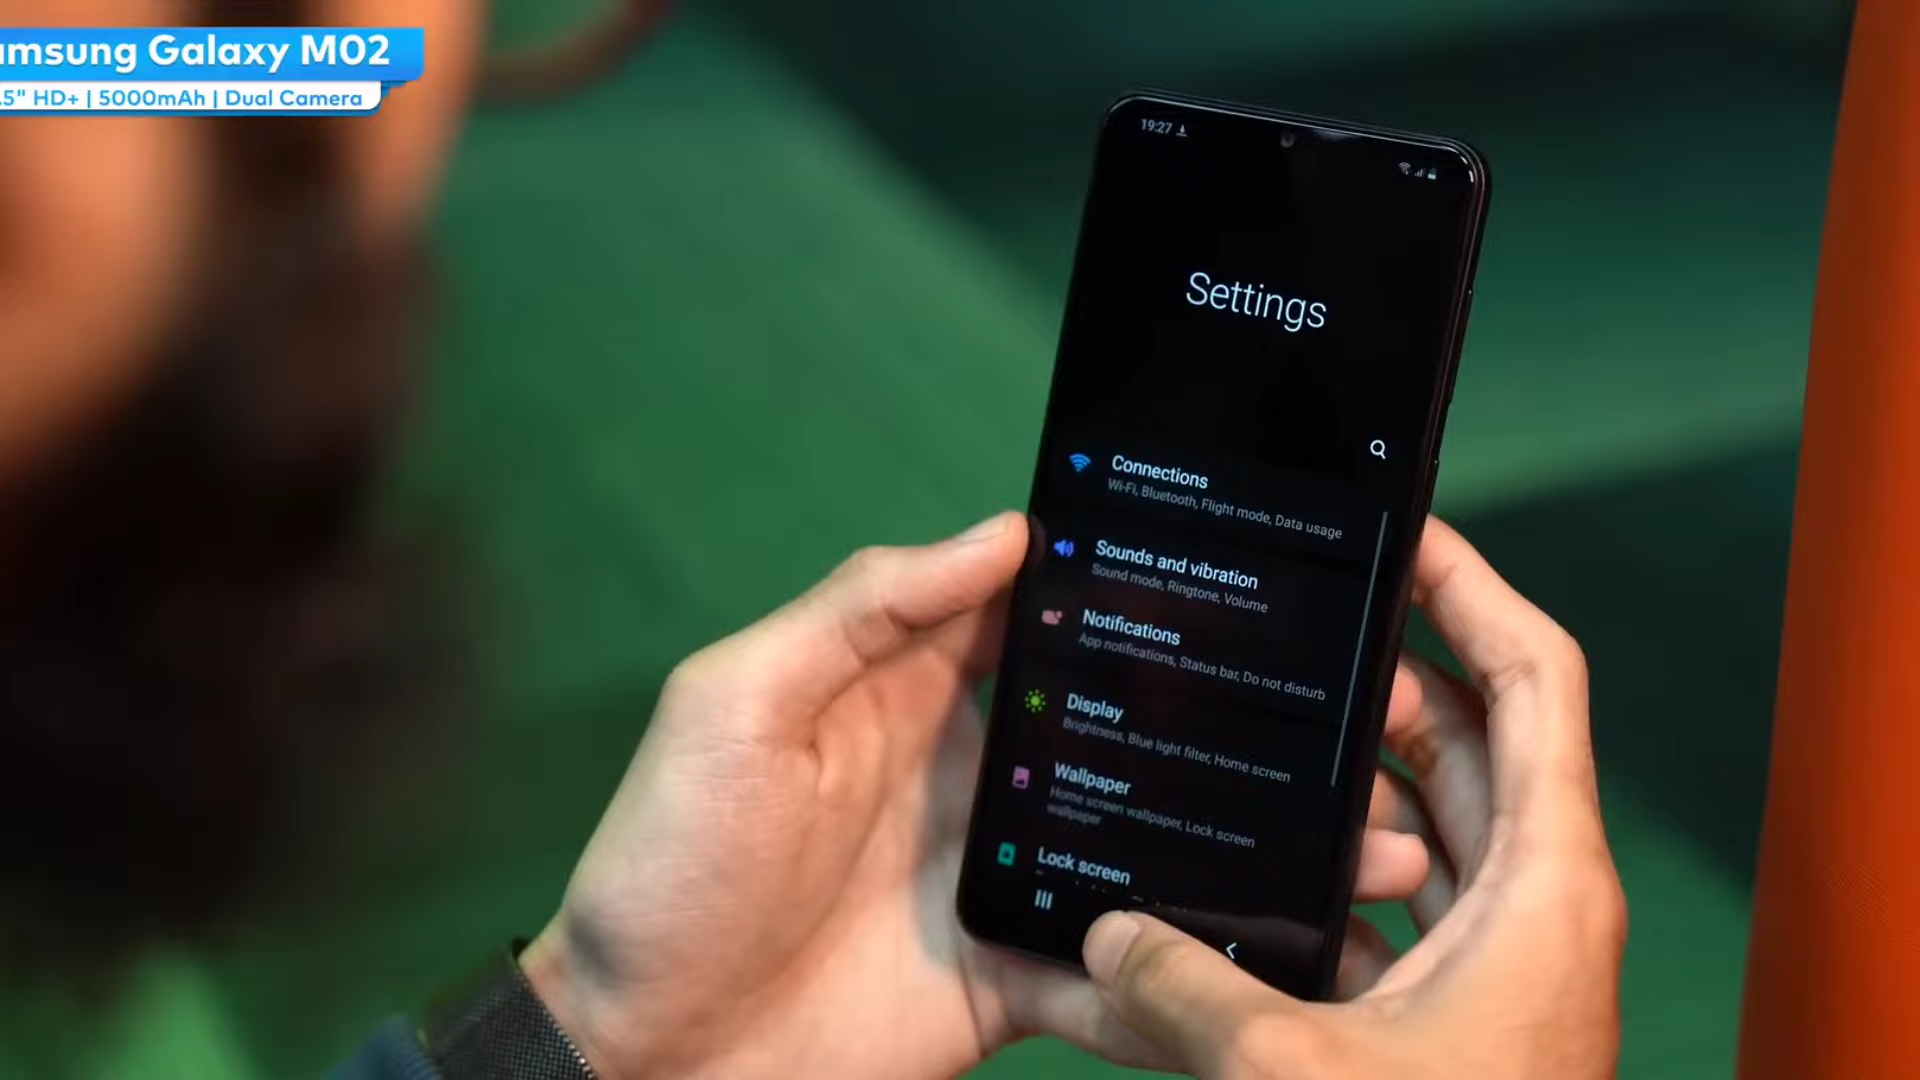 amsung Galaxy M02
.5" HD+ | 5000mAh | Dual Camera
19:27
Settings
Connections
Wi-Fi, Bluetooth, Flight mode, Data usage
Sounds and vibration
Sound mode, Ringtone, Volume
Notifications
App notifications, Status bar, Do not disturb
Display
Brightness, Blue light filter, Home screen
Wallpaper
Home screen wallpaper, Lock screen
wallpaper
Lock screen